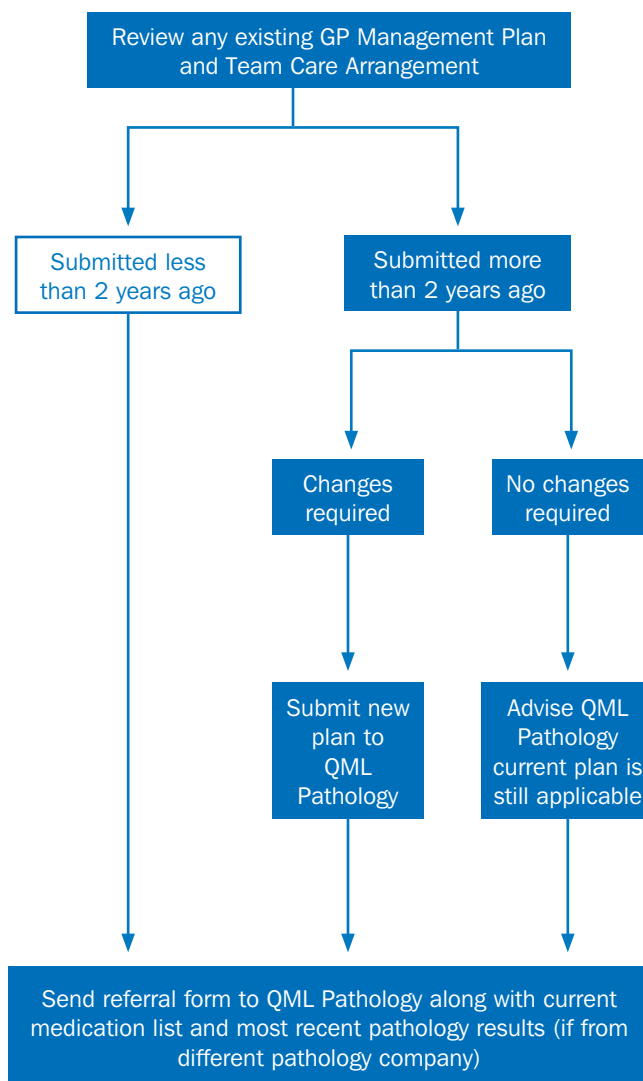 Review any existing GP Management Plan
and Team Care Arrangement
Submitted less
than 2 years ago
Submitted more
than 2 years ago
Changes
required
No changes
required
Submit new
plan to
QML
Pathology
Advise QML
Pathology
current plan is
still applicable
Send referral form to QML Pathology along with current
medication list and most recent pathology results (if from
different pathology company)